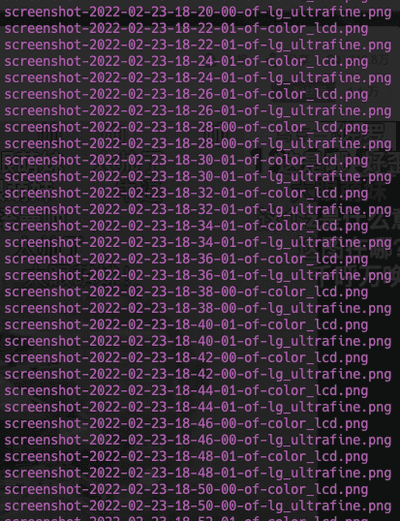 screenshot-2022-02-23-18-20-00-of-lg_ultrafine.png
screenshot-2022-02-23-18-22-01-of-color_lcd.png
screenshot-2022-02-23-18-22-01-of-lg_ultrafine.png
screenshot-2022-02-23-18-24-01-of-color_lcd.png
screenshot-2022-02-23-18-24-01-of-lg_ultrafine.png
screenshot-2022-02-23-18-26-01-of-color_lcd.png
screenshot-2022-02-23-18-26-01-of-lg_ultrafine.png
screenshot-2022-02-23-18-28-00-of-color_lcd.png
screenshot-2022-02-23-18-28-00-of-lg_ultrafine.png
screenshot-2022-02-23-18-30-01-of-color_lcd.png
screenshot-2022-02-23-18-30-01-of-lg_ultrafine.png
screenshot-2022-02-23-18-32-01-of-color_lcd.png
screenshot-2022-02-23-18-32-01-of-lg_ultrafine.png
screenshot-2022-02-23-18-34-01-of-color_lcd.png
screenshot-2022-02-23-18-34-01-of-lg_ultrafine.png
screenshot-2022-02-23-18-36-01-of-color_lcd.png
screenshot-2022-02-23-18-36-01-of-lg_ultrafine.png
screenshot-2022-02-23-18-38-00-of-color_lcd.png
screenshot-2022-02-23-18-38-00-of-lg_ultrafine.png
screenshot-2022-02-23-18-40-01-of-color_lcd.png
screenshot-2022-02-23-18-40-01-of-lg_ultrafine.png
screenshot-2022-02-23-18-42-00-of-color_lcd.png
screenshot-2022-02-23-18-42-00-of-lg_ultrafine.png
screenshot-2022-02-23-18-44-01-of-color_lcd.png
screenshot-2022-02-23-18-44-01-of-lg_ultrafine.png
screenshot-2022-02-23-18-46-00-of-color_lcd.png
screenshot-2022-02-23-18-46-00-of-lg_ultrafine.png
screenshot-2022-02-23-18-48-01-of-color_lcd.png
screenshot-2022-02-23-18-48-01-of-lg_ultrafine.png
screenshot-2022-02-23-18-50-00-of-color_lcd.png
screenshot-2022-02-23-18-50-00-of-lg_ultrafine.png